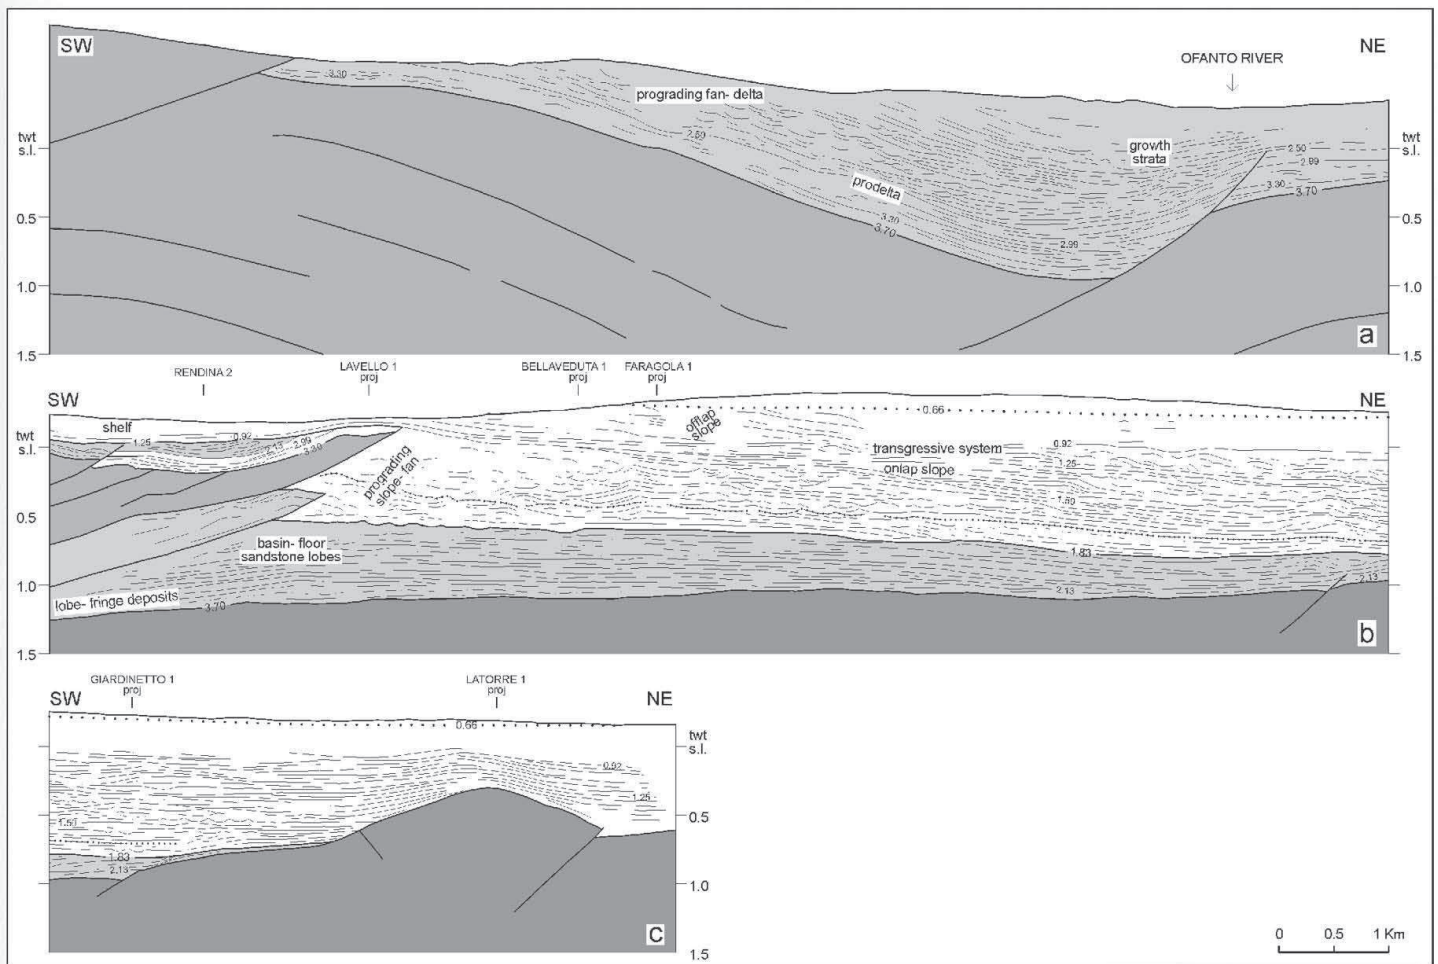 SW
NE
OFANTO RIVER
3.30
prograding fan- delta
2.50
growth
strata
prodelta
2.50
2.99
3.30
3.70
3.30
3.70
2.99
twt
s.l.
0.5
1.0
1.5
twt
s.l.
0.5
1.0
1.5
a
RENDINA 2
LAVELLO 1
proj
BELLAVEDUTA 1
proj
FARAGOLA 1
proj
SW
NE
shelf
1.25
0.92
2.13
2.99
3.30
prograding
slope- fan
offlap
slope
0.66
transgressive system
onlap slope
0.92
1.25
1.50
basin- floor
sandstone lobes
lobe- fringe deposits
3.70
1.83
2.13
2.13
twt
s.l.
0.5
1.0
1.5
b
GIARDINETTO 1
proj
LATORRE 1
proj
SW
NE
0.66
0.92
1.25
1.50
1.83
2.13
twt
s.l.
0.5
1.0
1.5
c
0 0.5 1 Km